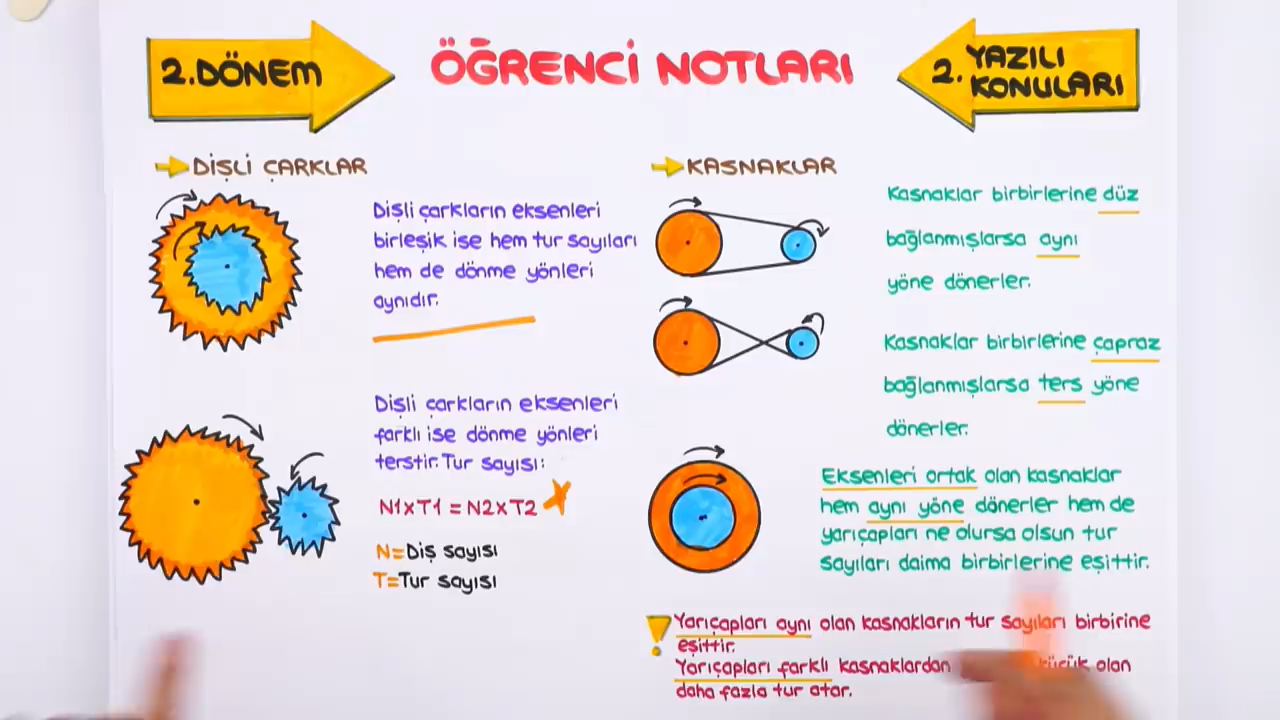 2. DÖNEM
ÖĞRENCİ NOTLARI
2. YAZILI
KONULARI
DİŞLİ ÇARKLAR
Dişli çarkların eksenleri
birleşik ise hem tur sayıları
hem de dönme yönleri
aynıdır.
Dişli çarkların eksenleri
farklı ise dönme yönleri
terstir. Tur sayısı:
N1xT1 = N2xT2
N=Diş sayısı
T=Tur sayısı
KASNAKLAR
Kasnaklar birbirlerine düz
bağlanmışlarsa aynı
yöne dönerler.
Kasnaklar birbirlerine çapraz
bağlanmışlarsa ters yöne
dönerler.
Eksenleri ortak olan kasnaklar
hem aynı yöne dönerler hem de
yarıçapları ne olursa olsun tur
sayıları daima birbirlerine eşittir.
! Yarıçapları aynı olan kasnakların tur sayıları birbirine
eşittir.
Yarıçapları farklı kasnaklardan küçük olan
daha fazla tur atar.